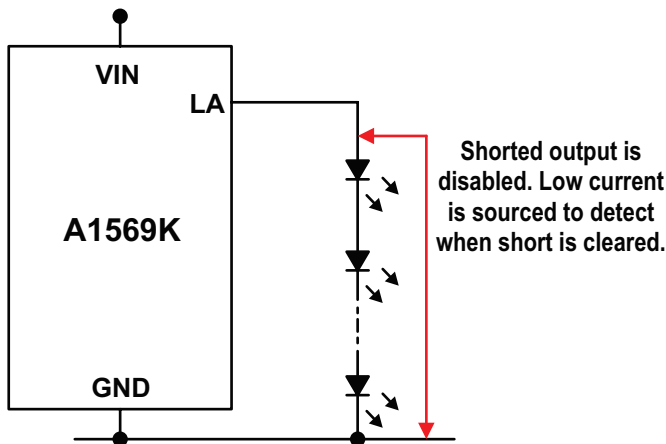 VIN
LA
A1569K
GND
Shorted output is
disabled. Low current
is sourced to detect
when short is cleared.